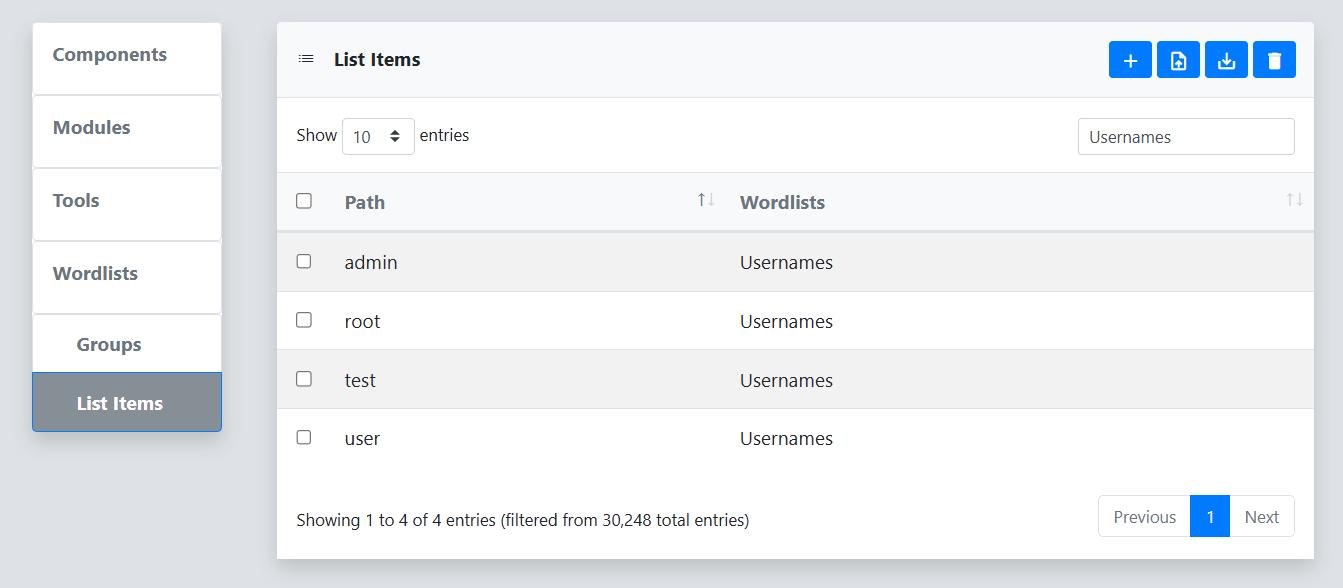 Components
Modules
Tools
Wordlists
Groups
List Items
List Items
Show 10 entries
Usernames
Path Wordlists
admin Usernames
root Usernames
test Usernames
user Usernames
Showing 1 to 4 of 4 entries (filtered from 30,248 total entries)
Previous 1 Next